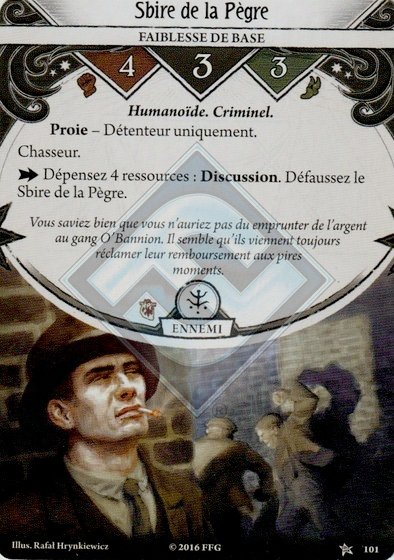 Sbire de la Pègre
FAIBLESSE DE BASE
4 3 3
Humanoïde. Criminel.
Proie – Détenteur uniquement.
Chasseur.
Dépensez 4 ressources : Discussion. Défaussez le
Sbire de la Pègre.
Vous saviez bien que vous n'auriez pas du emprunter de l'argent
au gang O'Bannion. Il semble qu'ils viennent toujours
réclamer leur remboursement aux pires
moments.
ENNEMI
Illus. Rafał Hrynkiewicz © 2016 FFG 101